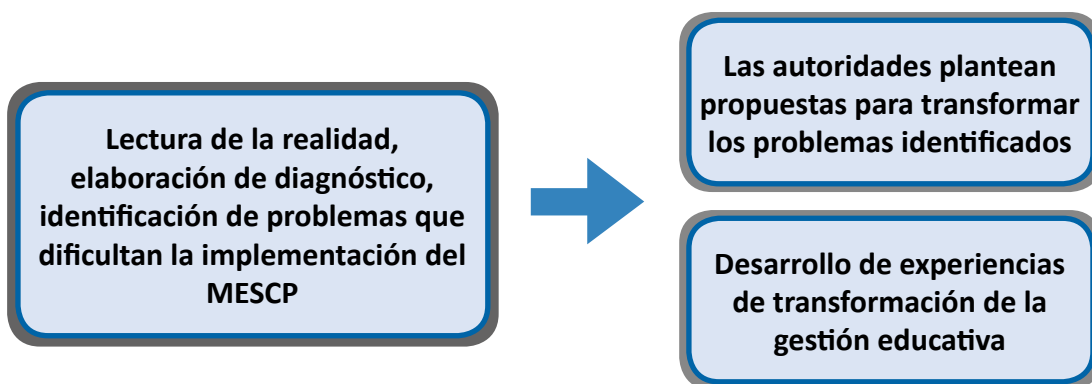 Lectura de la realidad,
elaboración de diagnóstico,
identificación de problemas que
dificultan la implementación del
MESCP
Las autoridades plantean
propuestas para transformar
los problemas identificados
Desarrollo de experiencias
de transformación de la
gestión educativa